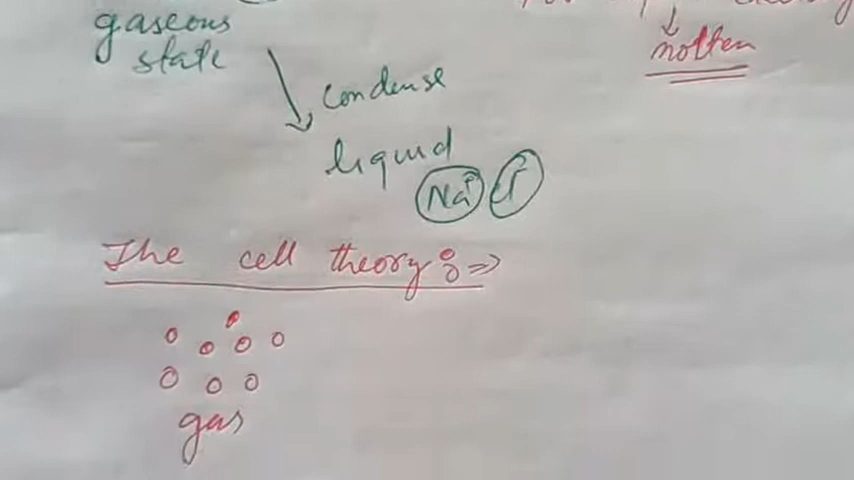 gaseous
state
condense
liquid
Na⁺ Cl⁻
molten
The cell theory :⇒
gas